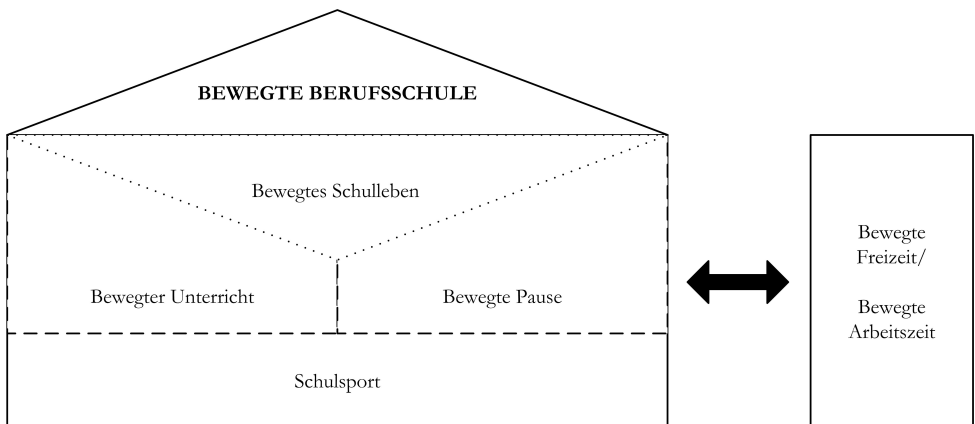 BEWEGTE BERUFSSCHULE
Bewegtes Schulleben
Bewegter Unterricht
Bewegte Pause
Schulsport
Bewegte
Freizeit/
Bewegte
Arbeitszeit